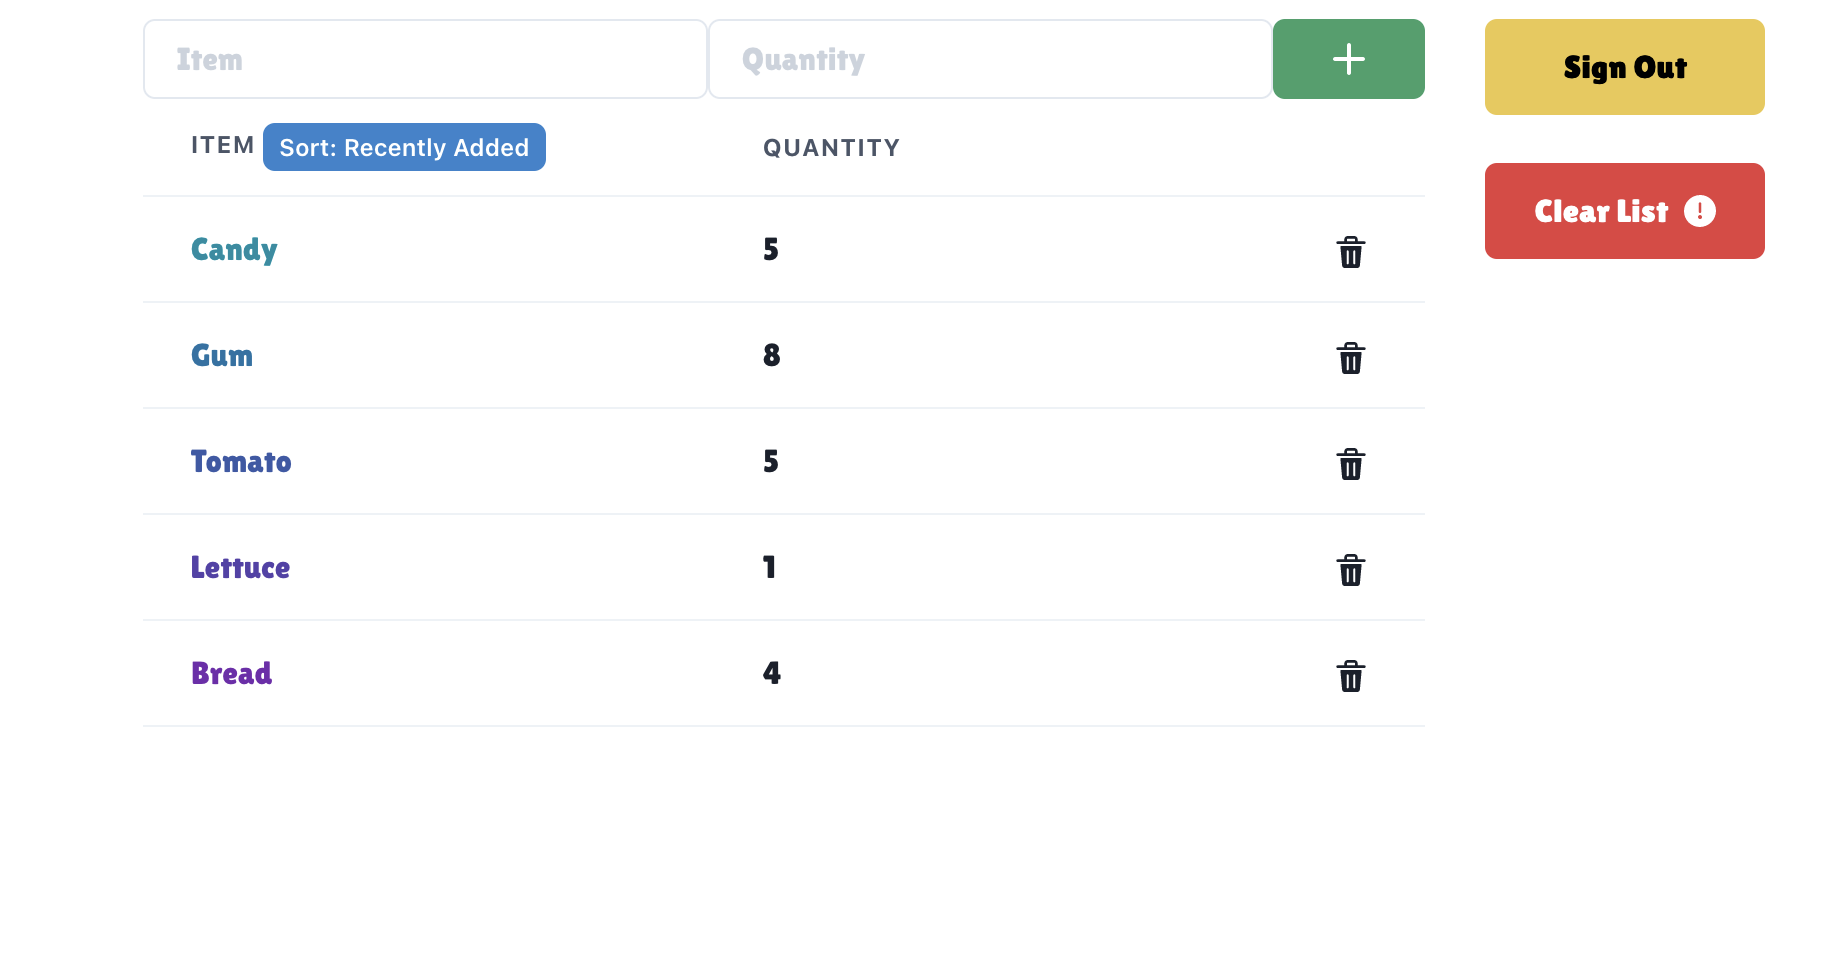 Item
Quantity
Sign Out
ITEM
Sort: Recently Added
QUANTITY
Clear List
Candy
5
Gum
8
Tomato
5
Lettuce
1
Bread
4